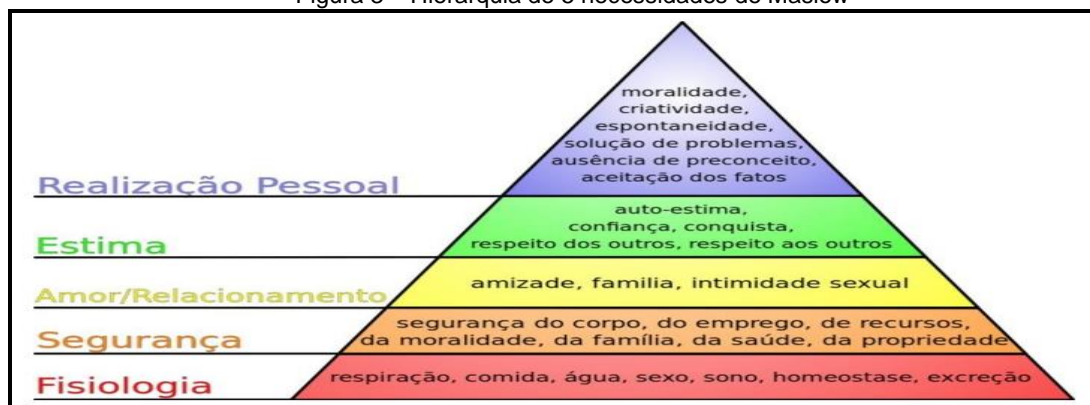 Figura – Hierarquia de necessidades de Maslow
moralidade,
criatividade,
espontaneidade,
solução de problemas,
ausência de preconceito,
aceitação dos fatos
Realização Pessoal
auto-estima,
confiança, conquista,
respeito dos outros, respeito aos outros
Estima
amizade, familia, intimidade sexual
Amor/Relacionamento
segurança do corpo, do emprego, de recursos,
da moralidade, da família, da saúde, da propriedade
Segurança
respiração, comida, água, sexo, sono, homeostase, excreção
Fisiologia